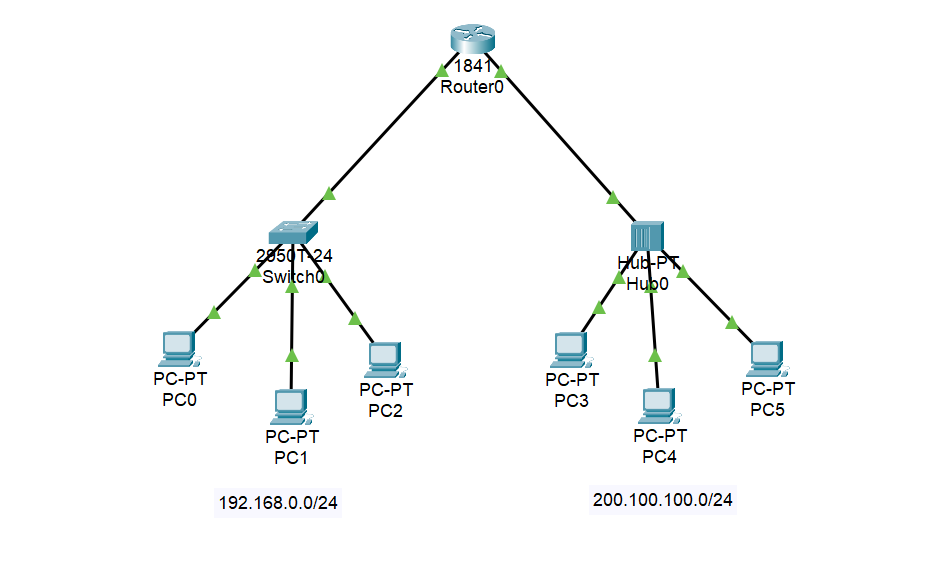 1841
Router0
2950T-24
Switch0
Hub-PT
Hub0
PC-PT
PC0
PC-PT
PC1
PC-PT
PC2
PC-PT
PC3
PC-PT
PC4
PC-PT
PC5
192.168.0.0/24
200.100.100.0/24